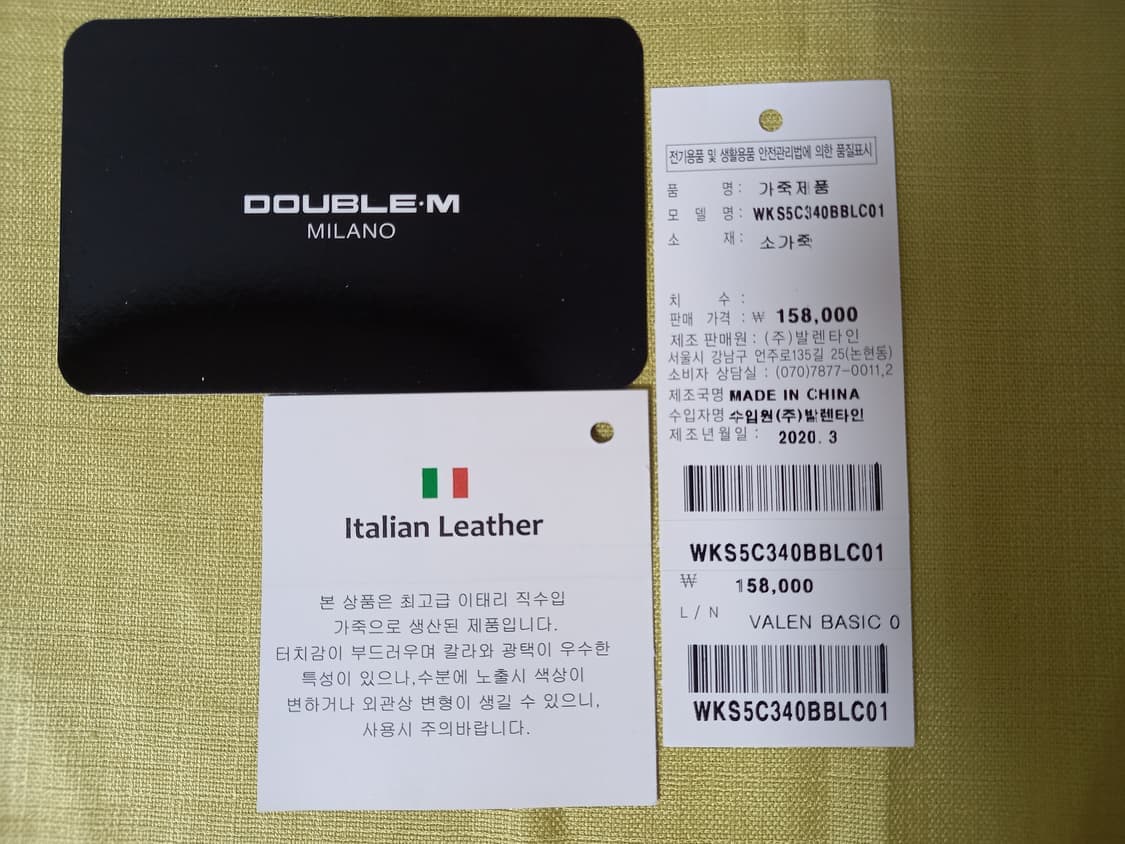 DOUBLE·M
MILANO
Italian Leather
본 상품은 최고급 이태리 직수입
가죽으로 생산된 제품입니다.
터치감이 부드러우며 칼라와 광택이 우수한
특성이 있으나,수분에 노출시 색상이
변하거나 외관상 변형이 생길 수 있으니,
사용시 주의바랍니다.
전기용품 및 생활용품 안전관리법에 의한 품질표시
품 명 : 가죽제품
모 델 명 : WKS5C340BBLC01
소 재 : 소가죽
치 수 :
판매 가격 : ₩ 158,000
제조 판매원 : (주)발렌타인
서울시 강남구 언주로135길 25(논현동)
소비자 상담실 : (070)7877-0011,2
제조국명 MADE IN CHINA
수입자명 수입원(주)발렌타인
제조년월일 : 2020. 3
WKS5C340BBLC01
₩ 158,000
L / N VALEN BASIC 0
WKS5C340BBLC01